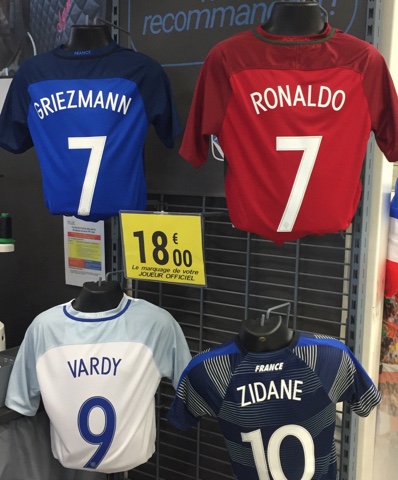 recommand
GRIEZMANN
7
RONALDO
7
18€00
Le marquage de votre
JOUEUR OFFICIEL
VARDY
9
FRANCE
ZIDANE
10